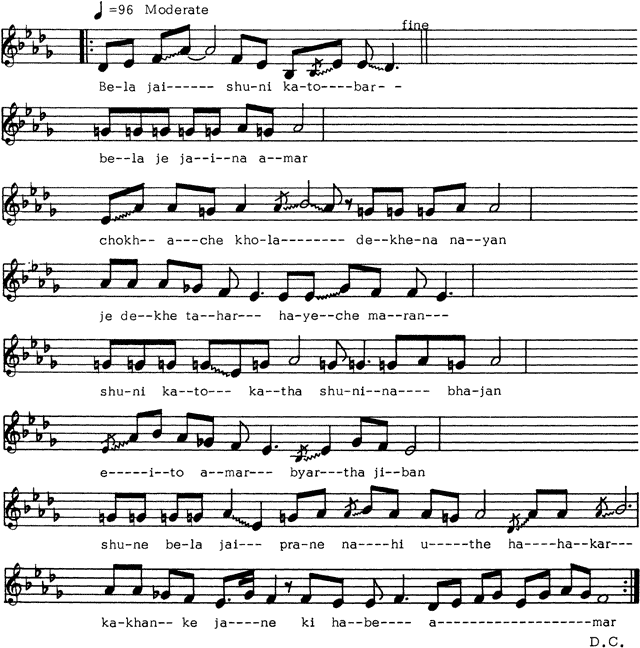 ♩=96 Moderate
fine
Be-la jai------ shu-ni ka-to----bar- -
be--la je ja--i--na a--mar
chokh-- a---che kho-la-------- de--khe-na na--yan
je de--khe ta--har--- ha-ye--che ma--ran---
shu-ni ka-to--- ka-tha shu-ni--na---- bha-jan
e-----i--to a-mar--- byar--tha ji-ban
shu-ne be-la jai--- pra-ne na----hi u-----the ha---ha-kar---
ka-khan-- ke ja----ne ki ha-be---- a----------------------mar
D.C.